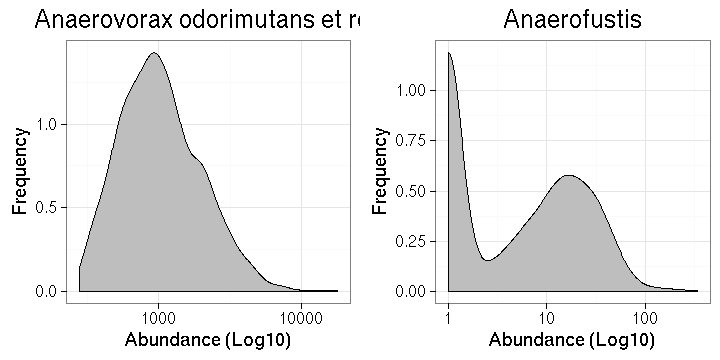 Anaerovorax odorimutans et
Frequency
1.0
0.5
0.0
1000
10000
Abundance (Log10)
Anaerofustis
Frequency
1.00
0.75
0.50
0.25
0.00
1
10
100
Abundance (Log10)